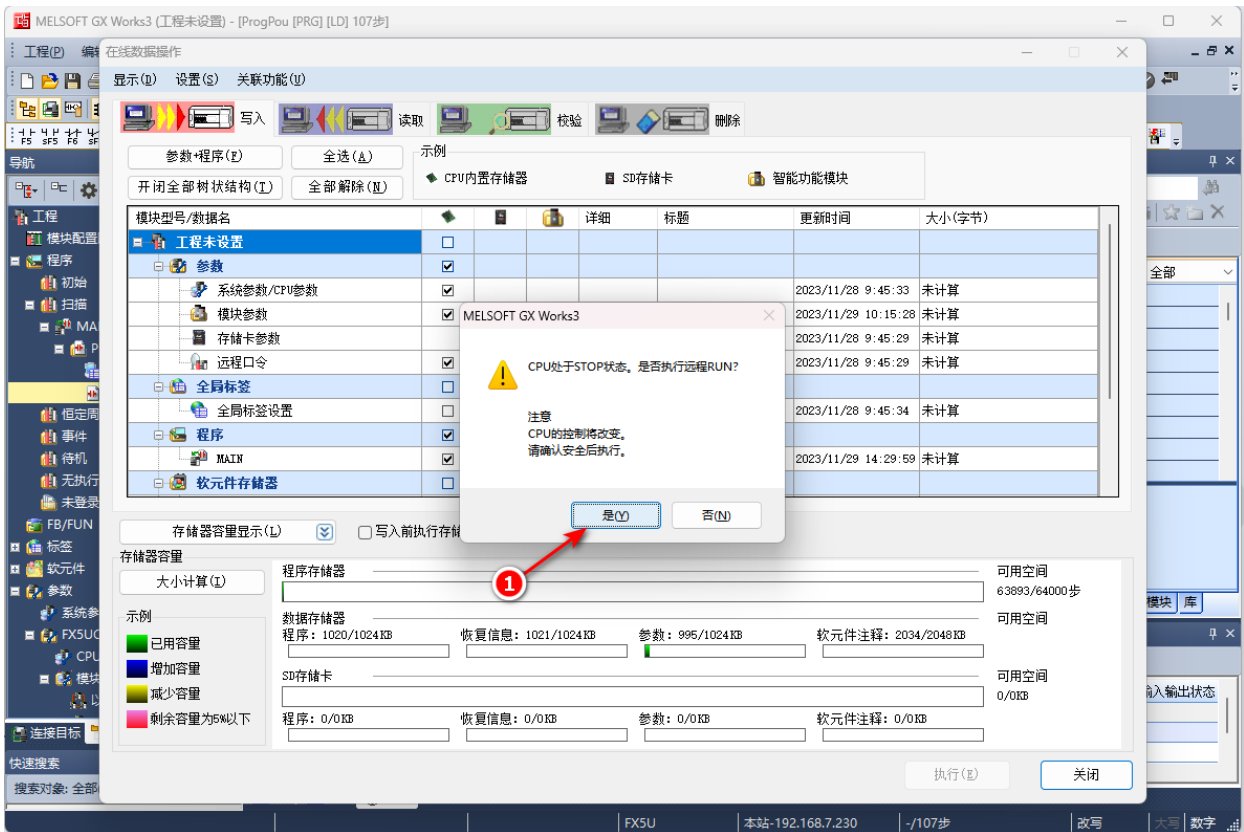 MELSOFT GX Works3 (工程未设置) - [ProgPou [PRG] [LD] 107步]
工程(P) 编辑
在线数据操作
显示(D) 设置(S) 关联功能(U)
写入 读取 校验 删除
F5 sF5 F6 sF
导航
参数+程序(F) 全选(A)
开闭全部树状结构(T) 全部解除(N)
示例
CPU内置存储器 SD存储卡 智能功能模块
模块型号/数据名 详细 标题 更新时间 大小(字节)
工程未设置
参数
系统参数/CPU参数 2023/11/28 9:45:33 未计算
模块参数 2023/11/29 10:15:28 未计算
存储卡参数 2023/11/28 9:45:29 未计算
远程口令 2023/11/28 9:45:29 未计算
全局标签
全局标签设置 2023/11/28 9:45:34 未计算
程序
MAIN 2023/11/29 14:29:59 未计算
软元件存储器
MELSOFT GX Works3
CPU处于STOP状态。是否执行远程RUN?
注意
CPU的控制将改变。
请确认安全后执行。
是(Y) 否(N)
1
存储器容量显示(L) 写入前执行存储
存储器容量
大小计算(I)
示例
已用容量
增加容量
减少容量
剩余容量为5%以下
程序存储器 可用空间
63893/64000步
数据存储器 可用空间
程序: 1020/1024KB 恢复信息: 1021/1024KB 参数: 995/1024KB 软元件注释: 2034/2048KB
SD存储卡 可用空间
0/0KB
程序: 0/0KB 恢复信息: 0/0KB 参数: 0/0KB 软元件注释: 0/0KB
执行(E) 关闭
工程
模块配置
程序
初始
扫描
MA
P
恒定周
事件
待机
无执行
未登录
FB/FUN
标签
软元件
参数
系统参
FX5UC
CPU
模块
以
连接目标
快速搜索
搜索对象: 全部
全部
模块 库
输入输出状态
FX5U 本站-192.168.7.230 -/107步 改写 大写 数字